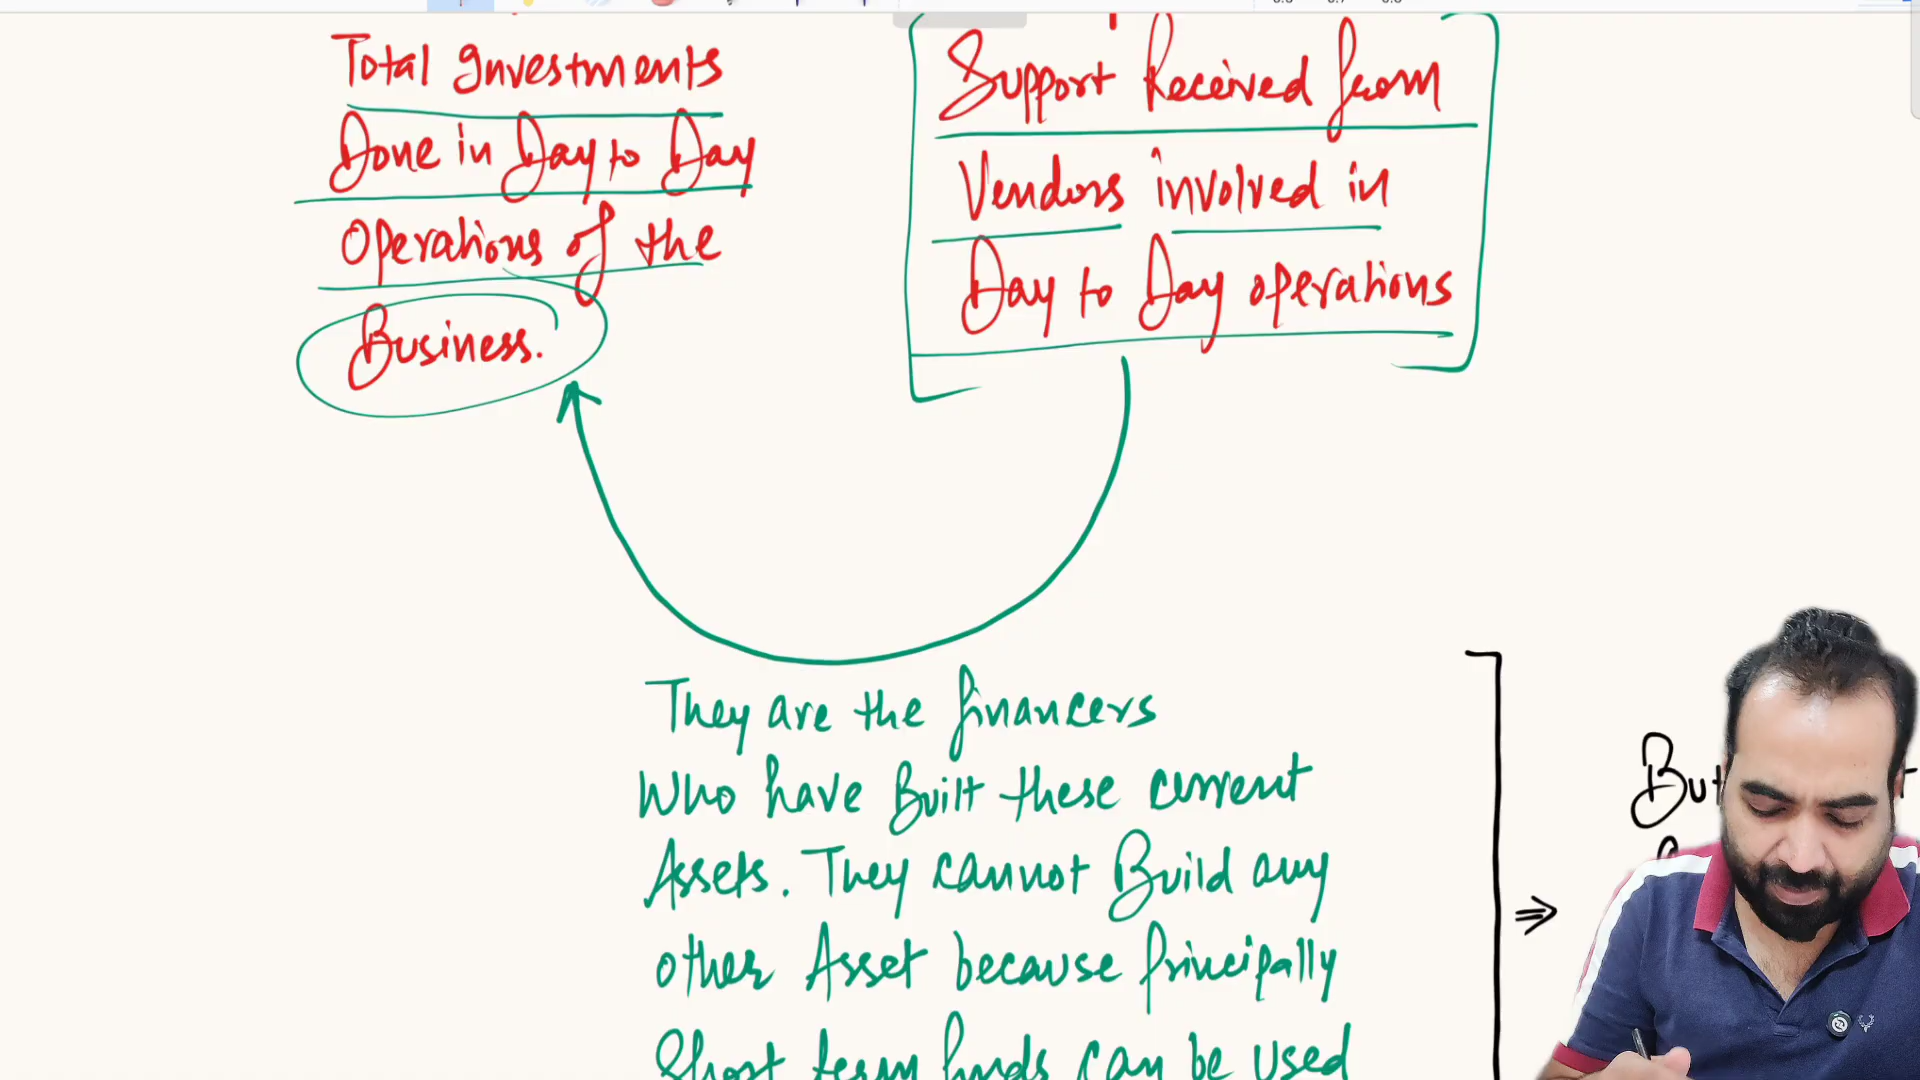 Total Investments
Done in Day to Day
Operations of the
Business.
Support Received from
Vendors involved in
Day to Day operations
They are the financers
Who have Built these current
Assets. They cannot Build any
other Asset because principally
Short term funds can be used
But